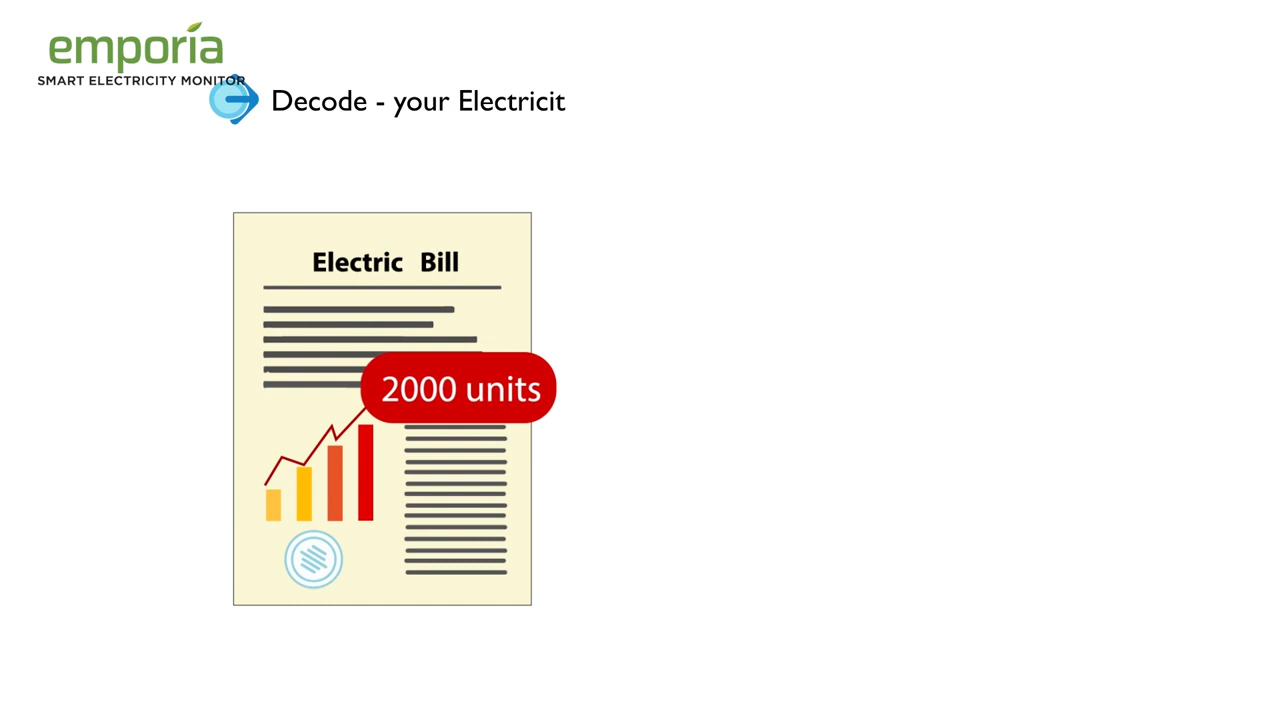 emporia
SMART ELECTRICITY MONITOR
Decode - your Electricit
Electric Bill
2000 units